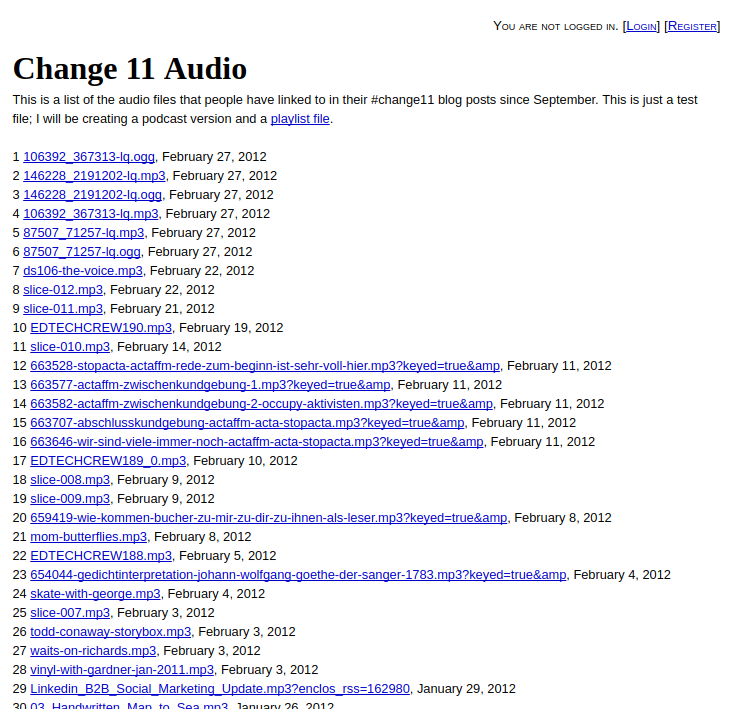 You are not logged in. [Login] [Register]
Change 11 Audio
This is a list of the audio files that people have linked to in their #change11 blog posts since September. This is just a test
file; I will be creating a podcast version and a playlist file.
1 106392_367313-lq.ogg, February 27, 2012
2 146228_2191202-lq.mp3, February 27, 2012
3 146228_2191202-lq.ogg, February 27, 2012
4 106392_367313-lq.mp3, February 27, 2012
5 87507_71257-lq.mp3, February 27, 2012
6 87507_71257-lq.ogg, February 27, 2012
7 ds106-the-voice.mp3, February 22, 2012
8 slice-012.mp3, February 22, 2012
9 slice-011.mp3, February 21, 2012
10 EDTECHCREW190.mp3, February 19, 2012
11 slice-010.mp3, February 14, 2012
12 663528-stopacta-actaffm-rede-zum-beginn-ist-sehr-voll-hier.mp3?keyed=true&amp, February 11, 2012
13 663577-actaffm-zwischenkundgebung-1.mp3?keyed=true&amp, February 11, 2012
14 663582-actaffm-zwischenkundgebung-2-occupy-aktivisten.mp3?keyed=true&amp, February 11, 2012
15 663707-abschlusskundgebung-actaffm-acta-stopacta.mp3?keyed=true&amp, February 11, 2012
16 663646-wir-sind-viele-immer-noch-actaffm-acta-stopacta.mp3?keyed=true&amp, February 11, 2012
17 EDTECHCREW189_0.mp3, February 10, 2012
18 slice-008.mp3, February 9, 2012
19 slice-009.mp3, February 9, 2012
20 659419-wie-kommen-bucher-zu-mir-zu-dir-zu-ihnen-als-leser.mp3?keyed=true&amp, February 8, 2012
21 mom-butterflies.mp3, February 8, 2012
22 EDTECHCREW188.mp3, February 5, 2012
23 654044-gedichtinterpretation-johann-wolfgang-goethe-der-sanger-1783.mp3?keyed=true&amp, February 4, 2012
24 skate-with-george.mp3, February 4, 2012
25 slice-007.mp3, February 3, 2012
26 todd-conaway-storybox.mp3, February 3, 2012
27 waits-on-richards.mp3, February 3, 2012
28 vinyl-with-gardner-jan-2011.mp3, February 3, 2012
29 Linkedin_B2B_Social_Marketing_Update.mp3?enclos_rss=162980, January 29, 2012
30 03_Handwritten_Map_to_Sea.mp3, January 26, 2012